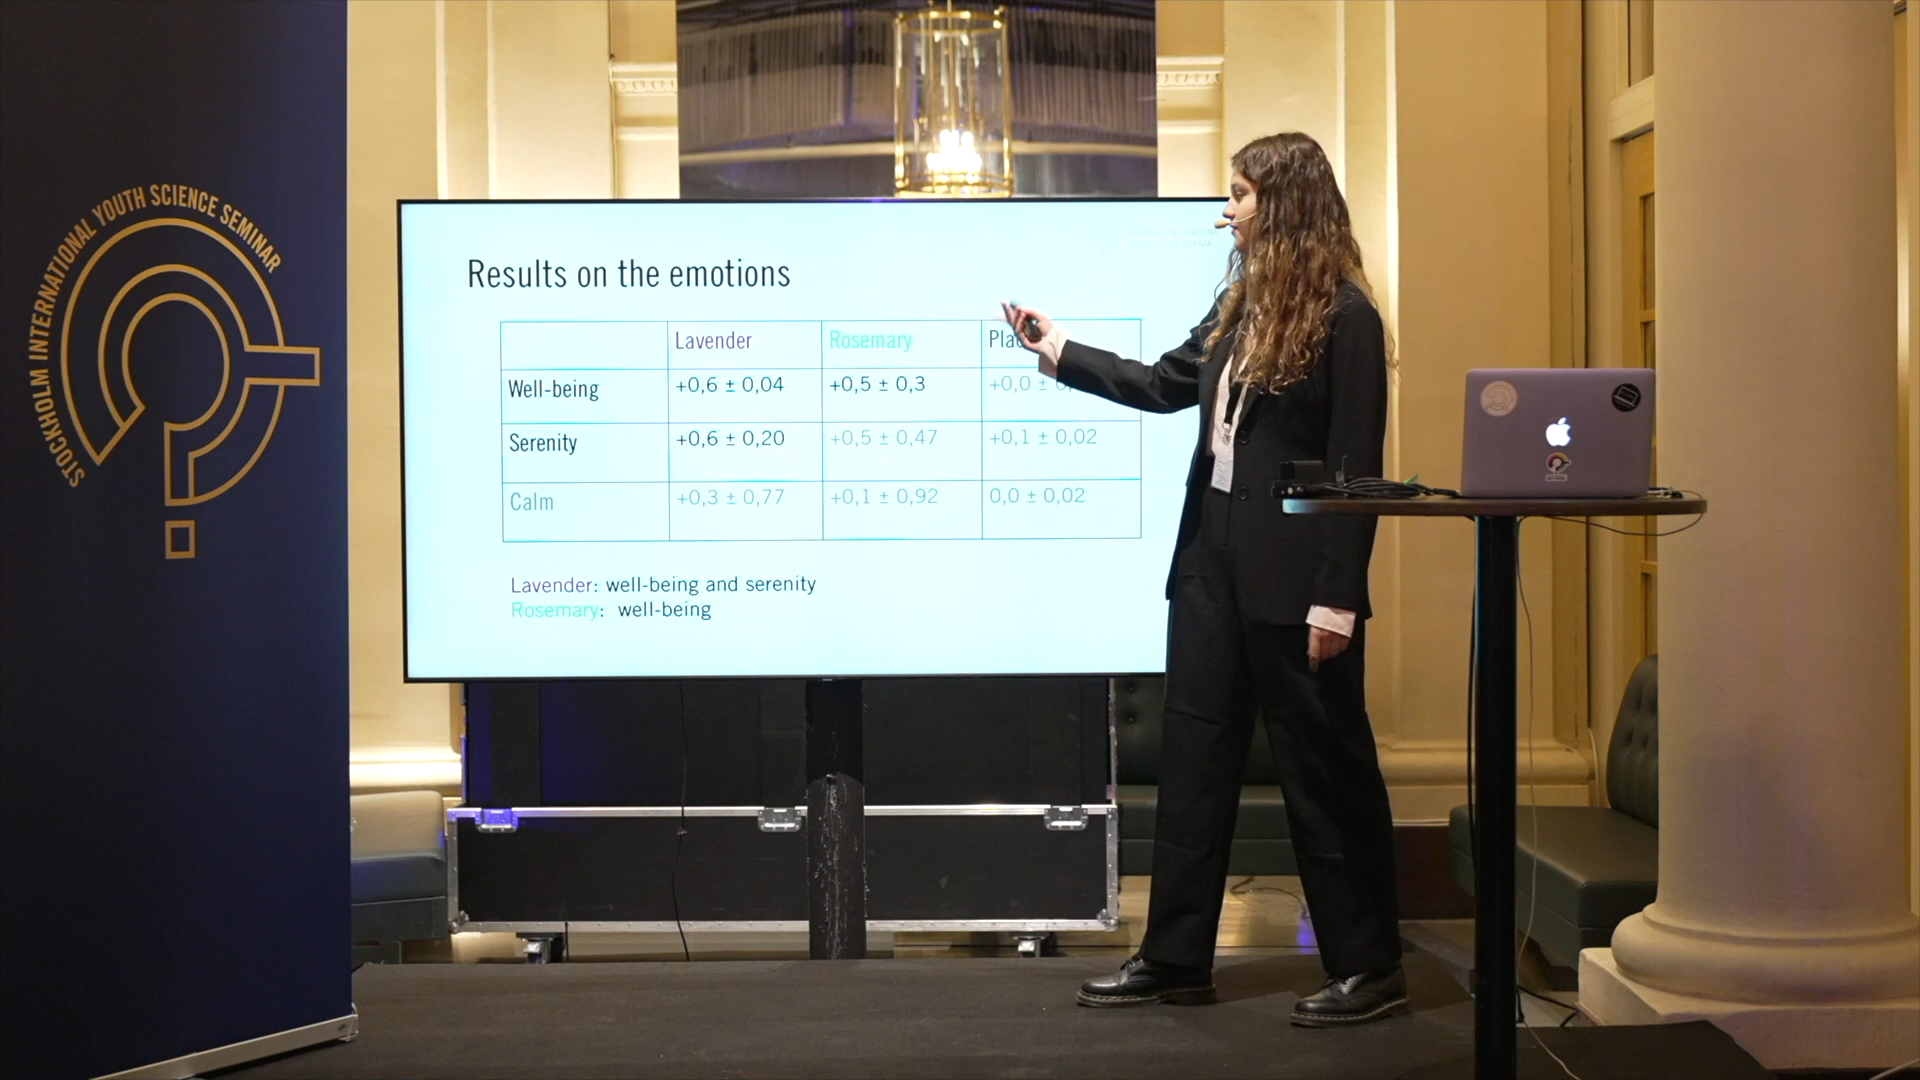 STOCKHOLM INTERNATIONAL YOUTH SCIENCE SEMINAR
Results on the emotions
Lavender Rosemary
Well-being +0,6 ± 0,04 +0,5 ± 0,3 +0,0 ±
Serenity +0,6 ± 0,20 +0,5 ± 0,47 +0,1 ± 0,02
Calm +0,3 ± 0,77 +0,1 ± 0,92 0,0 ± 0,02
Lavender: well-being and serenity
Rosemary: well-being